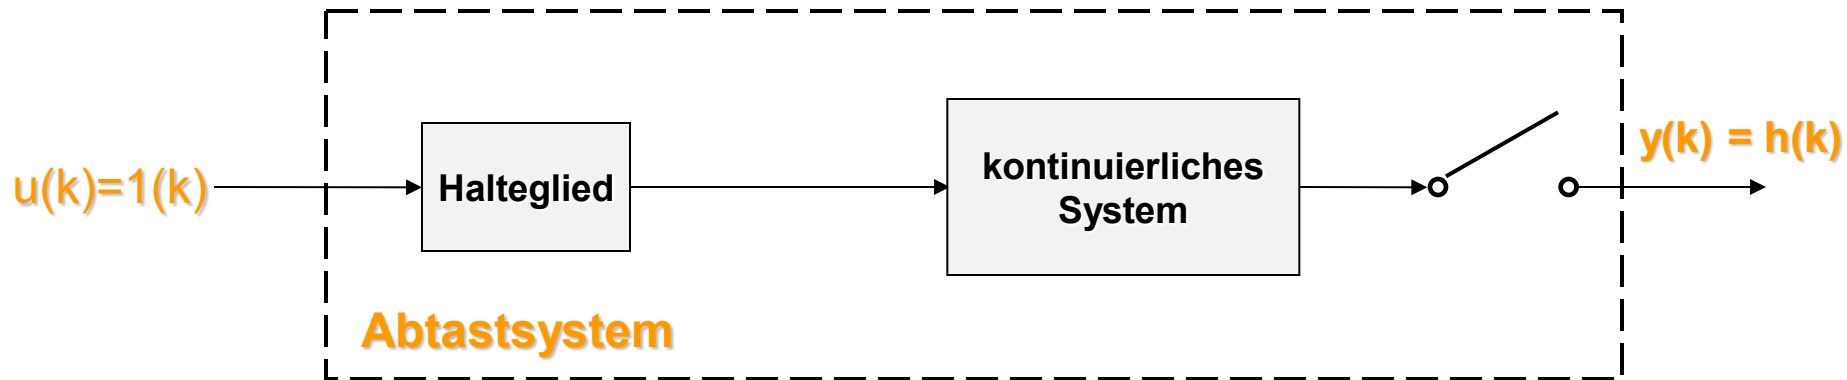 u(k)=1(k)
Halteglied
kontinuierliches
System
y(k) = h(k)
Abtastsystem